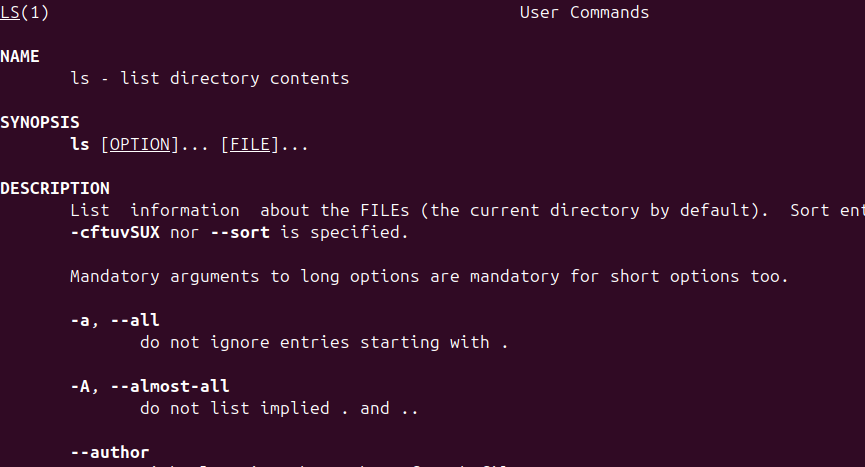 LS(1) User Commands
NAME
ls - list directory contents
SYNOPSIS
ls [OPTION]... [FILE]...
DESCRIPTION
List information about the FILEs (the current directory by default). Sort ent
-cftuvSUX nor --sort is specified.
Mandatory arguments to long options are mandatory for short options too.
-a, --all
do not ignore entries starting with .
-A, --almost-all
do not list implied . and ..
--author